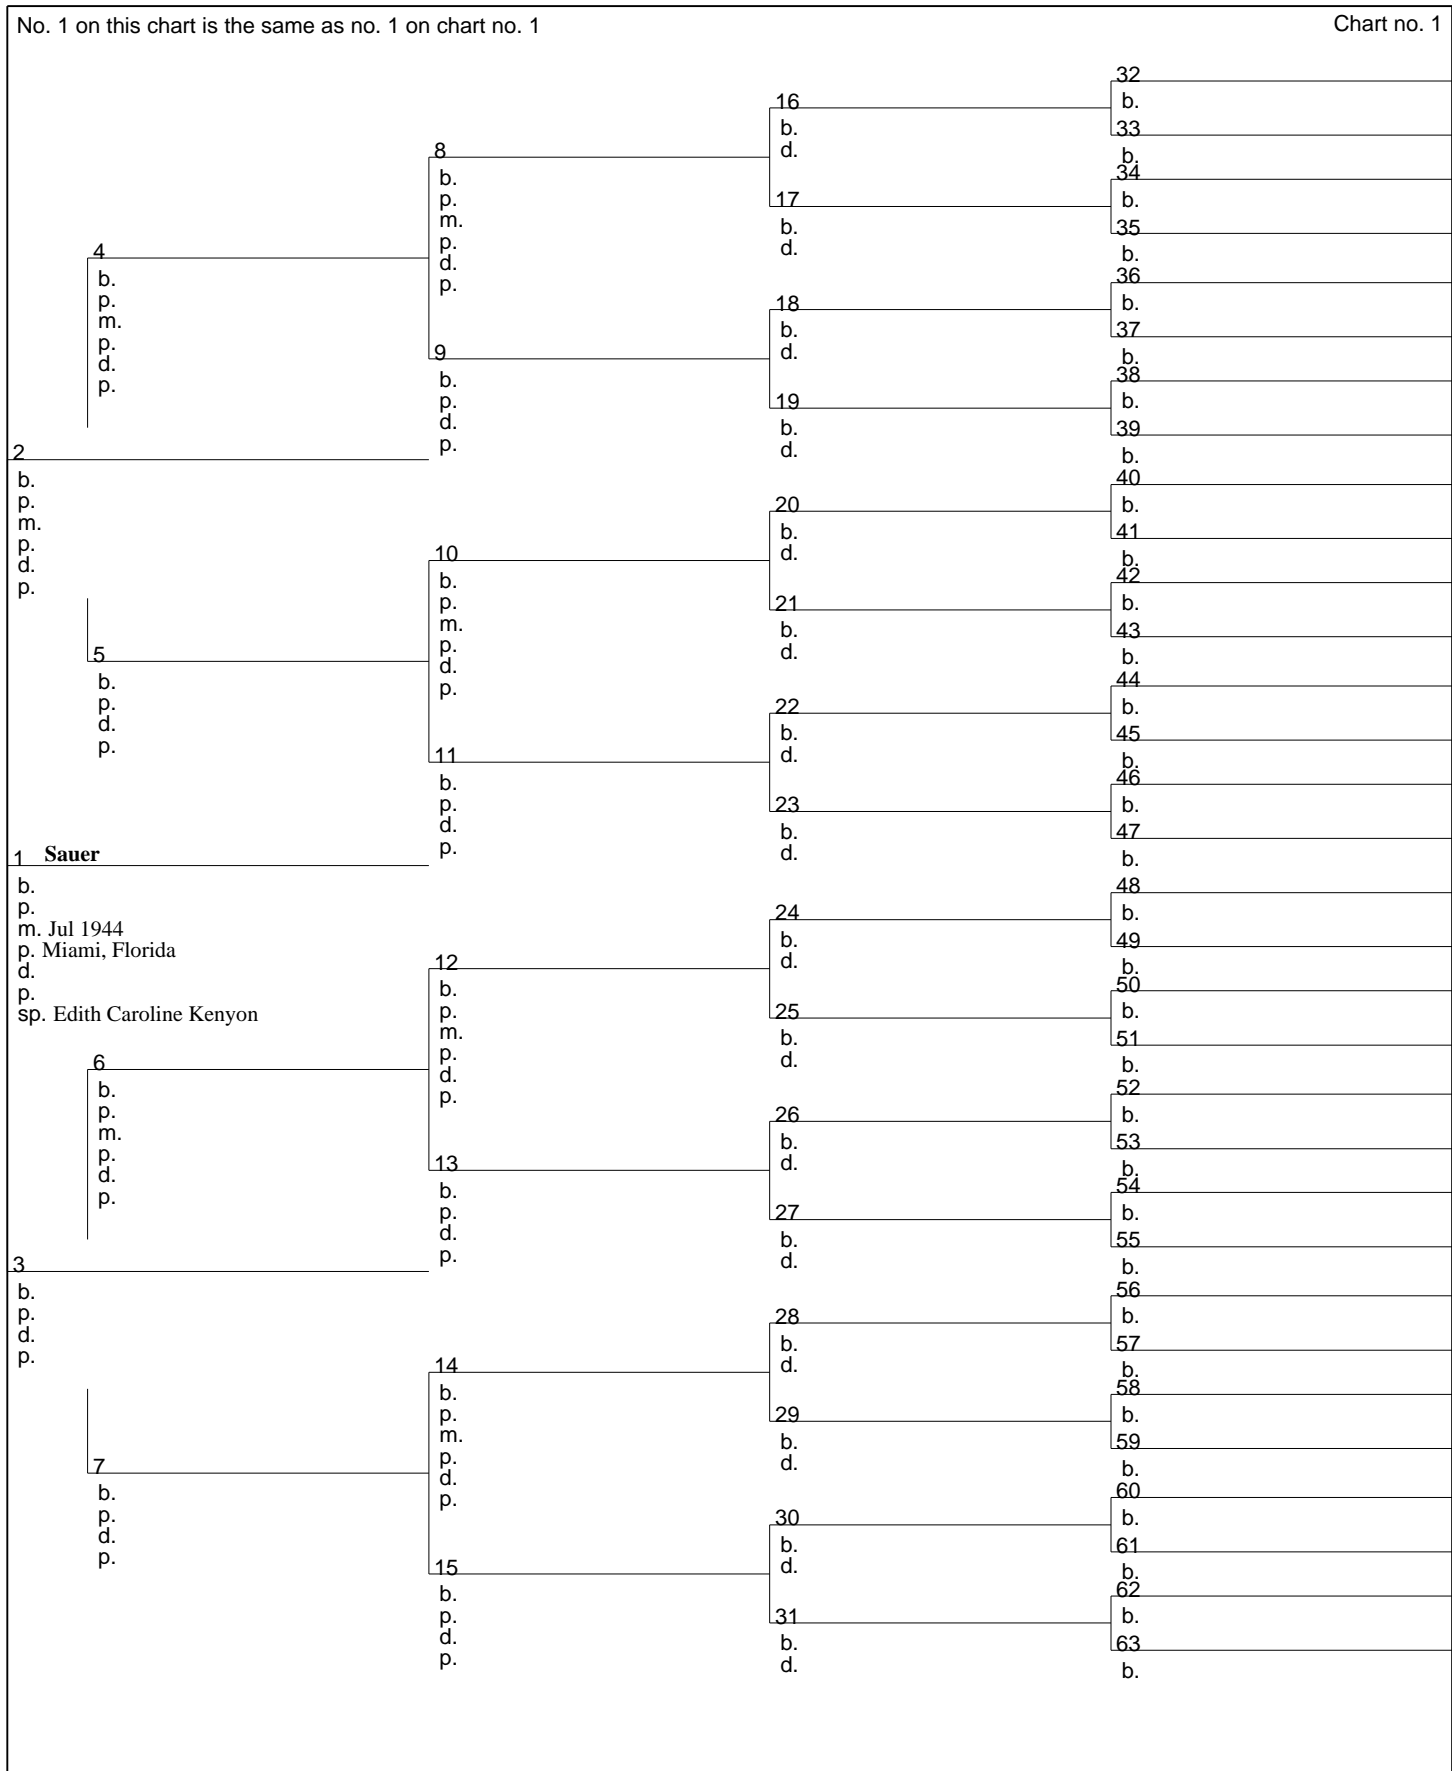 No. 1 on this chart is the same as no. 1 on chart no. 1
Chart no. 1
2
b.
p.
m.
p.
d.
p.
1 Sauer
b.
p.
m. Jul 1944
p. Miami, Florida
d.
p.
sp. Edith Caroline Kenyon
3
b.
p.
d.
p.
4
b.
p.
m.
p.
d.
p.
5
b.
p.
d.
p.
6
b.
p.
m.
p.
d.
p.
7
b.
p.
d.
p.
8
b.
p.
m.
p.
d.
p.
9
b.
p.
d.
p.
10
b.
p.
m.
p.
d.
p.
11
b.
p.
d.
p.
12
b.
p.
m.
p.
d.
p.
13
b.
p.
d.
p.
14
b.
p.
m.
p.
d.
p.
15
b.
p.
d.
p.
16
b.
d.
17
b.
d.
18
b.
d.
19
b.
d.
20
b.
d.
21
b.
d.
22
b.
d.
23
b.
d.
24
b.
d.
25
b.
d.
26
b.
d.
27
b.
d.
28
b.
d.
29
b.
d.
30
b.
d.
31
b.
d.
32
b.
33
b.
34
b.
35
b.
36
b.
37
b.
38
b.
39
b.
40
b.
41
b.
42
b.
43
b.
44
b.
45
b.
46
b.
47
b.
48
b.
49
b.
50
b.
51
b.
52
b.
53
b.
54
b.
55
b.
56
b.
57
b.
58
b.
59
b.
60
b.
61
b.
62
b.
63
b.